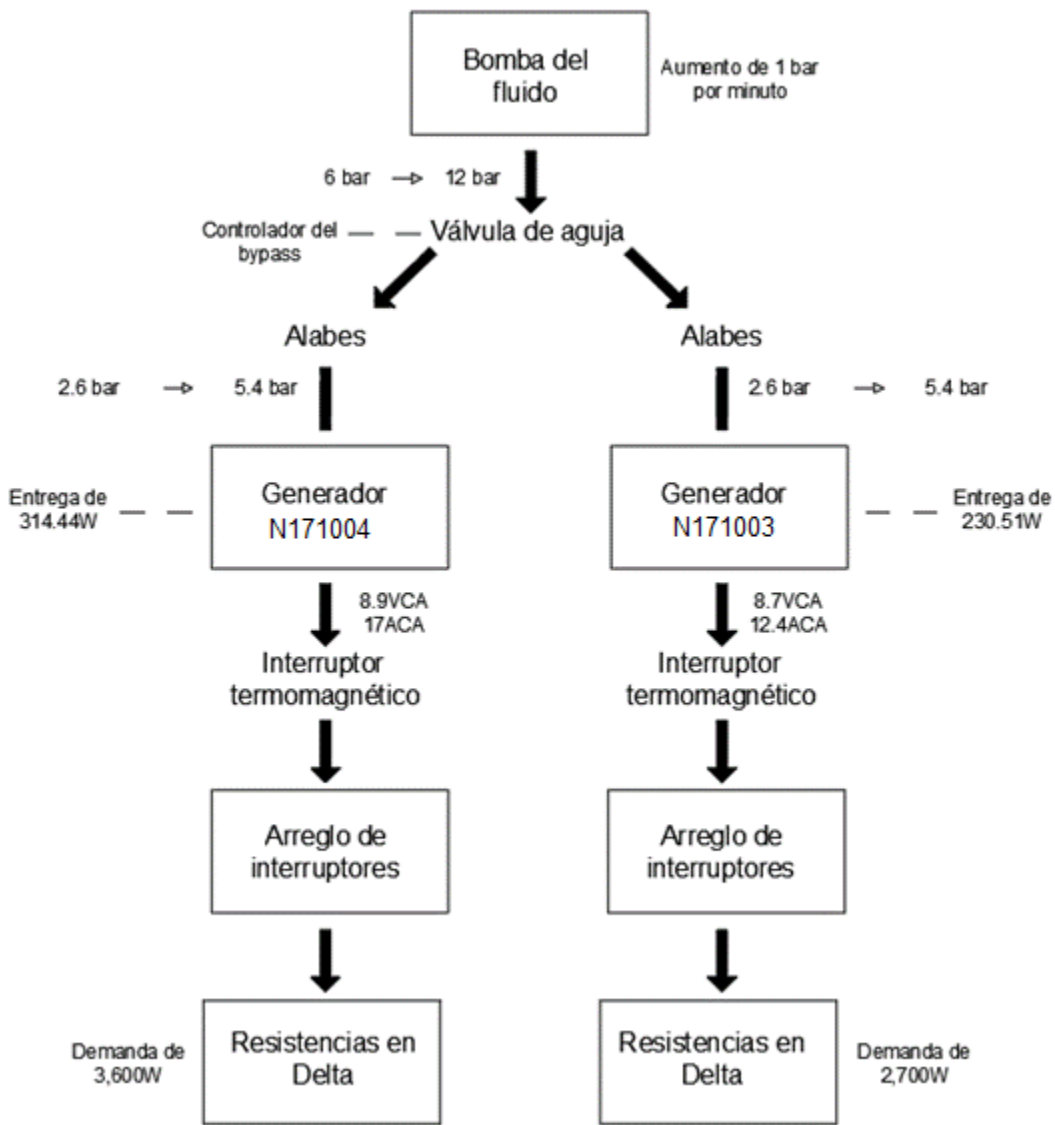 Bomba del
fluido
Aumento de 1 bar
por minuto
6 bar
12 bar
Controlador del
bypass
Válvula de aguja
Alabes
Alabes
2.6 bar
5.4 bar
2.6 bar
5.4 bar
Entrega de
314.44W
Generador
N171004
Generador
N171003
Entrega de
230.51W
8.9VCA
17ACA
8.7VCA
12.4ACA
Interruptor
termomagnético
Interruptor
termomagnético
Arreglo de
interruptores
Arreglo de
interruptores
Demanda de
3,600W
Resistencias en
Delta
Resistencias en
Delta
Demanda de
2,700W